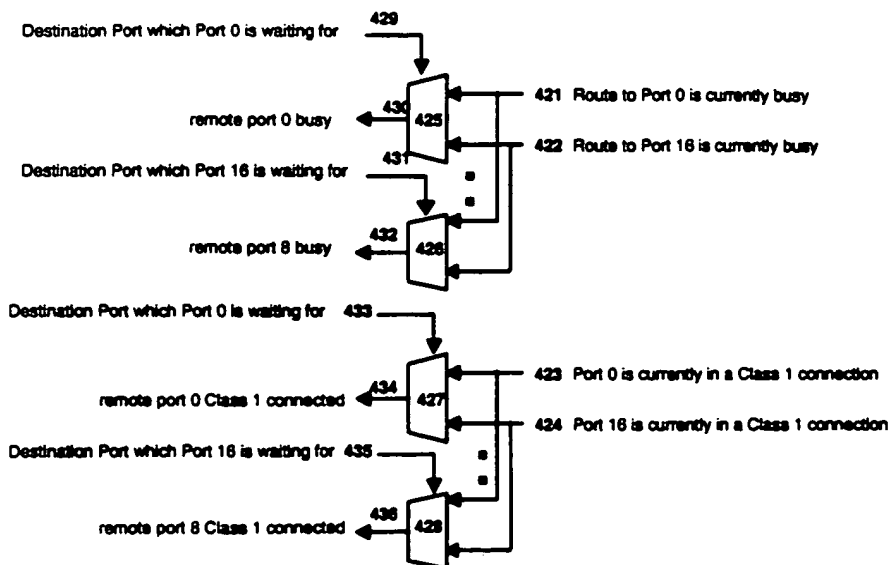 429
Destination Port which Port 0 is waiting for
421 Route to Port 0 is currently busy
430
425
remote port 0 busy
422 Route to Port 16 is currently busy
431
Destination Port which Port 16 is waiting for
432
426
remote port 8 busy
Destination Port which Port 0 is waiting for 433
423 Port 0 is currently in a Class 1 connection
434
427
remote port 0 Class 1 connected
424 Port 16 is currently in a Class 1 connection
Destination Port which Port 16 is waiting for 435
436
428
remote port 8 Class 1 connected